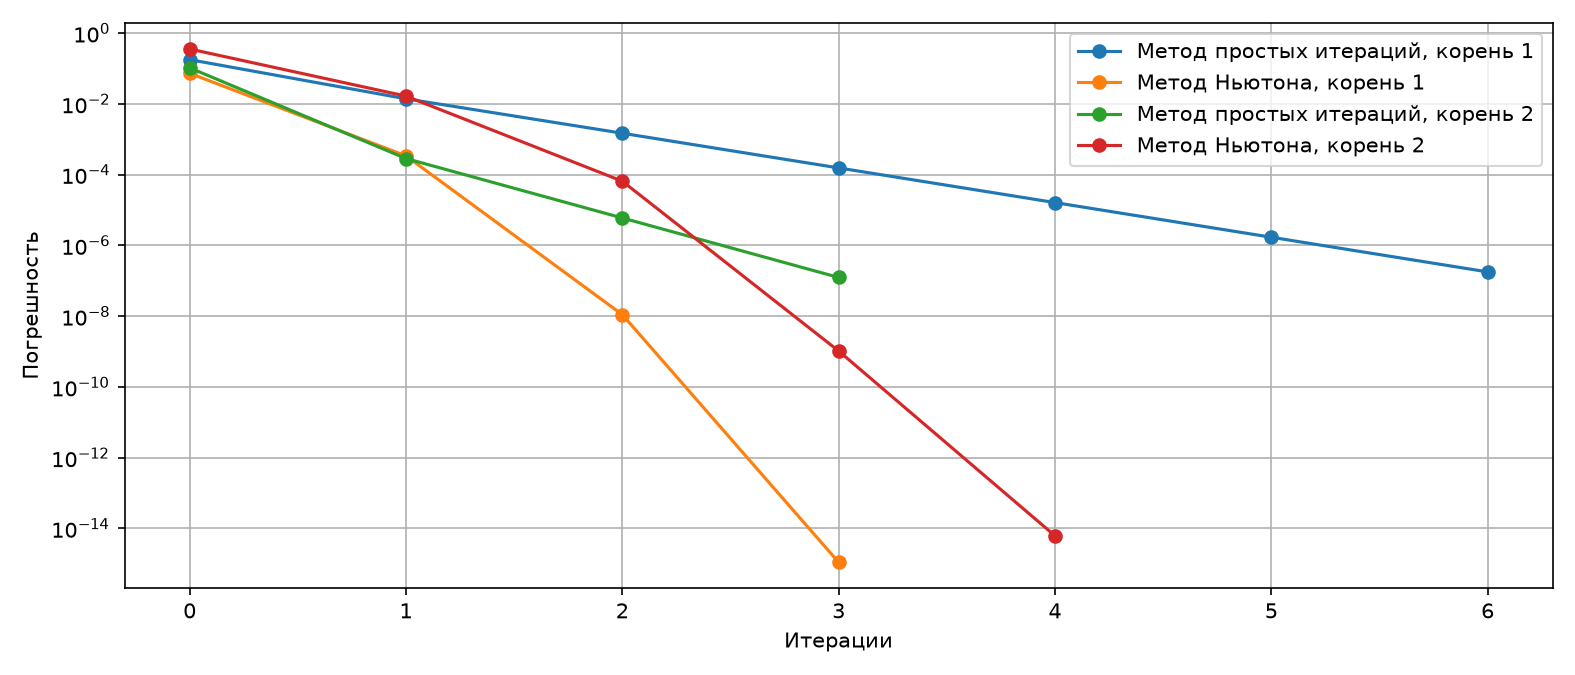 Метод простых итераций, корень 1
Метод Ньютона, корень 1
Метод простых итераций, корень 2
Метод Ньютона, корень 2
Погрешность
10⁰
10⁻²
10⁻⁴
10⁻⁶
10⁻⁸
10⁻¹⁰
10⁻¹²
10⁻¹⁴
0 1 2 3 4 5 6
Итерации